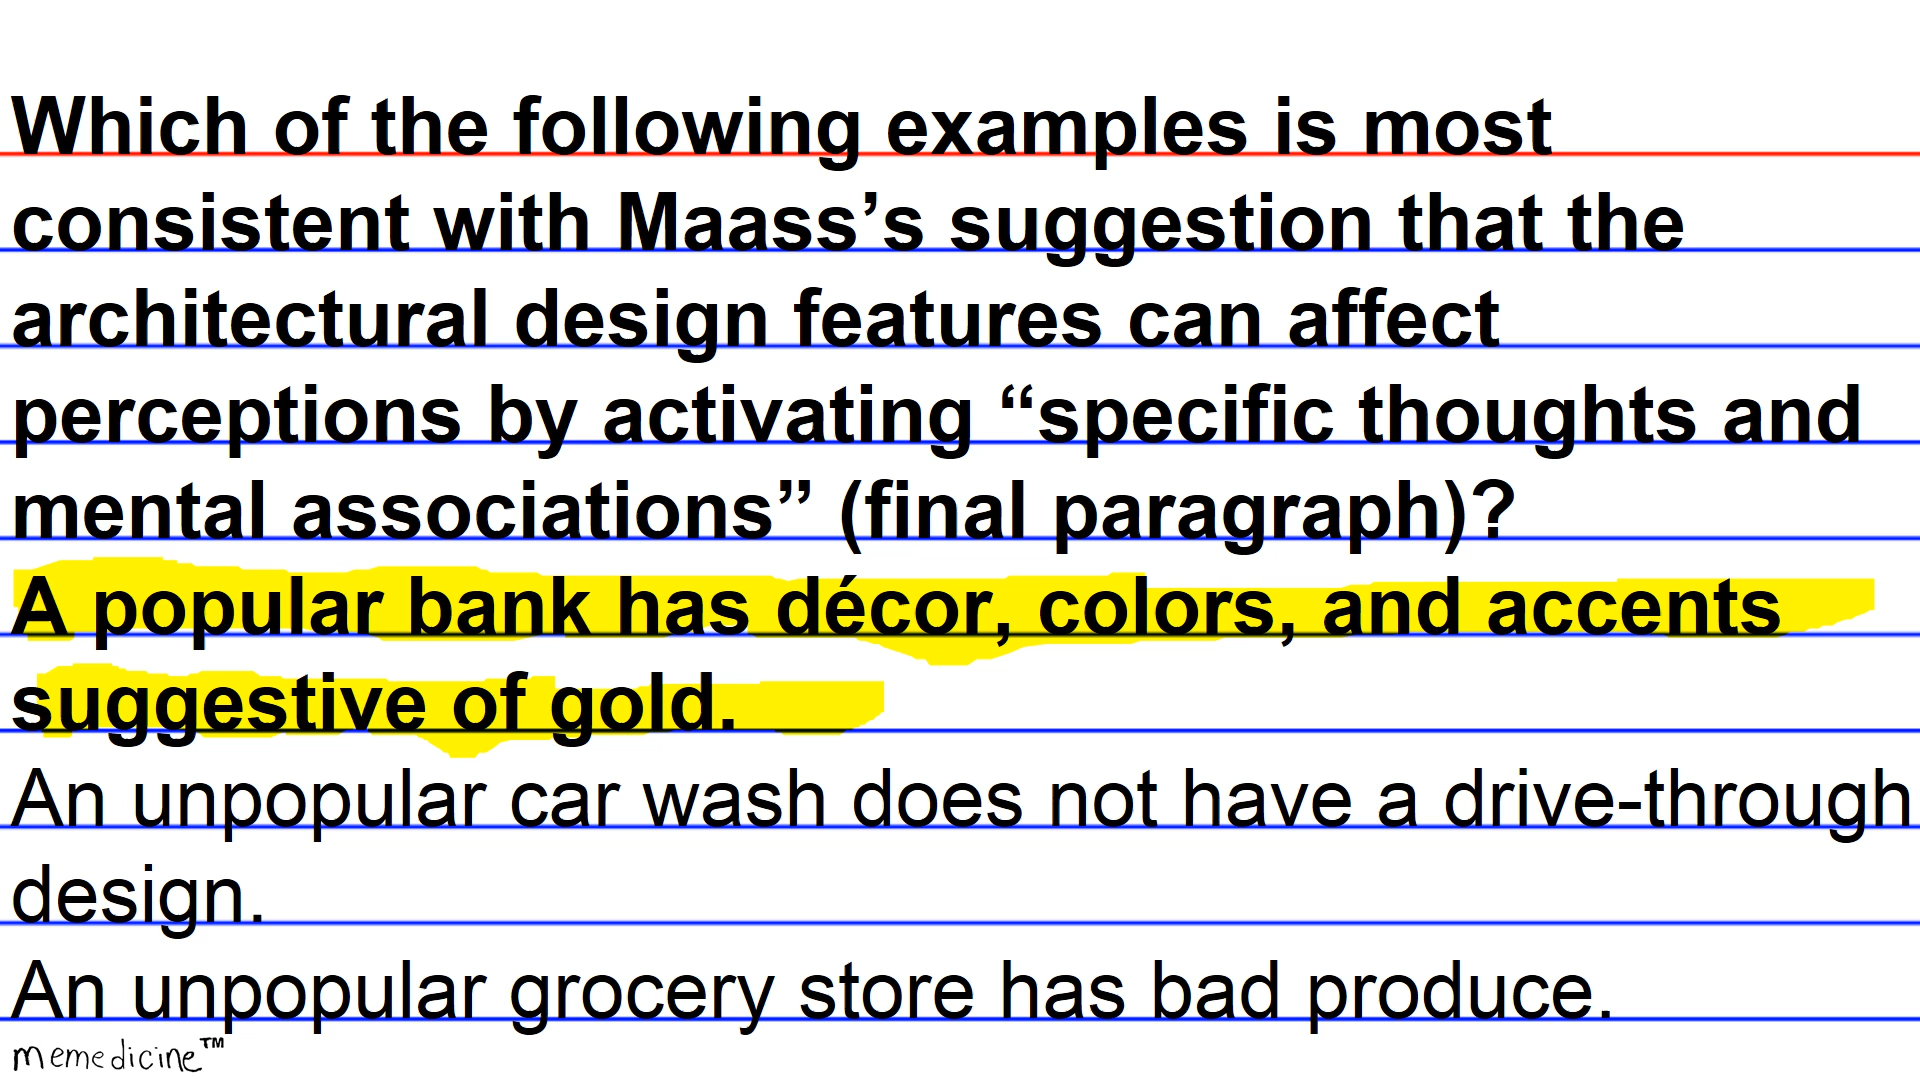 Which of the following examples is most
consistent with Maass’s suggestion that the
architectural design features can affect
perceptions by activating “specific thoughts and
mental associations” (final paragraph)?
A popular bank has décor, colors, and accents
suggestive of gold.
An unpopular car wash does not have a drive-through
design.
An unpopular grocery store has bad produce.
memedicine™